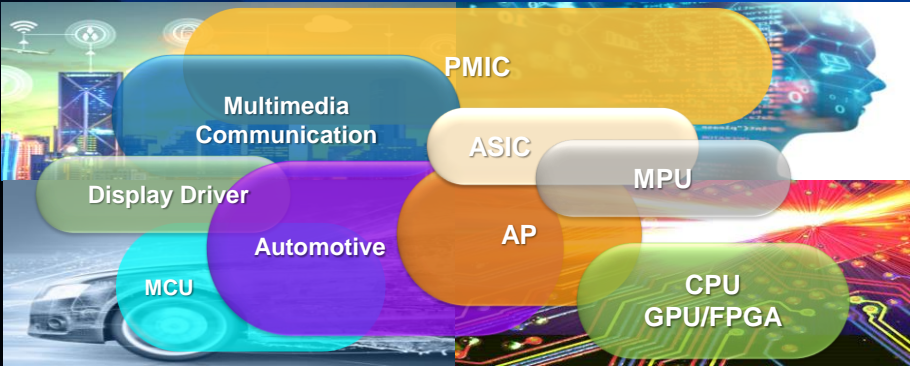 PMIC
Multimedia
Communication
ASIC
MPU
Display Driver
Automotive
AP
MCU
CPU
GPU/FPGA